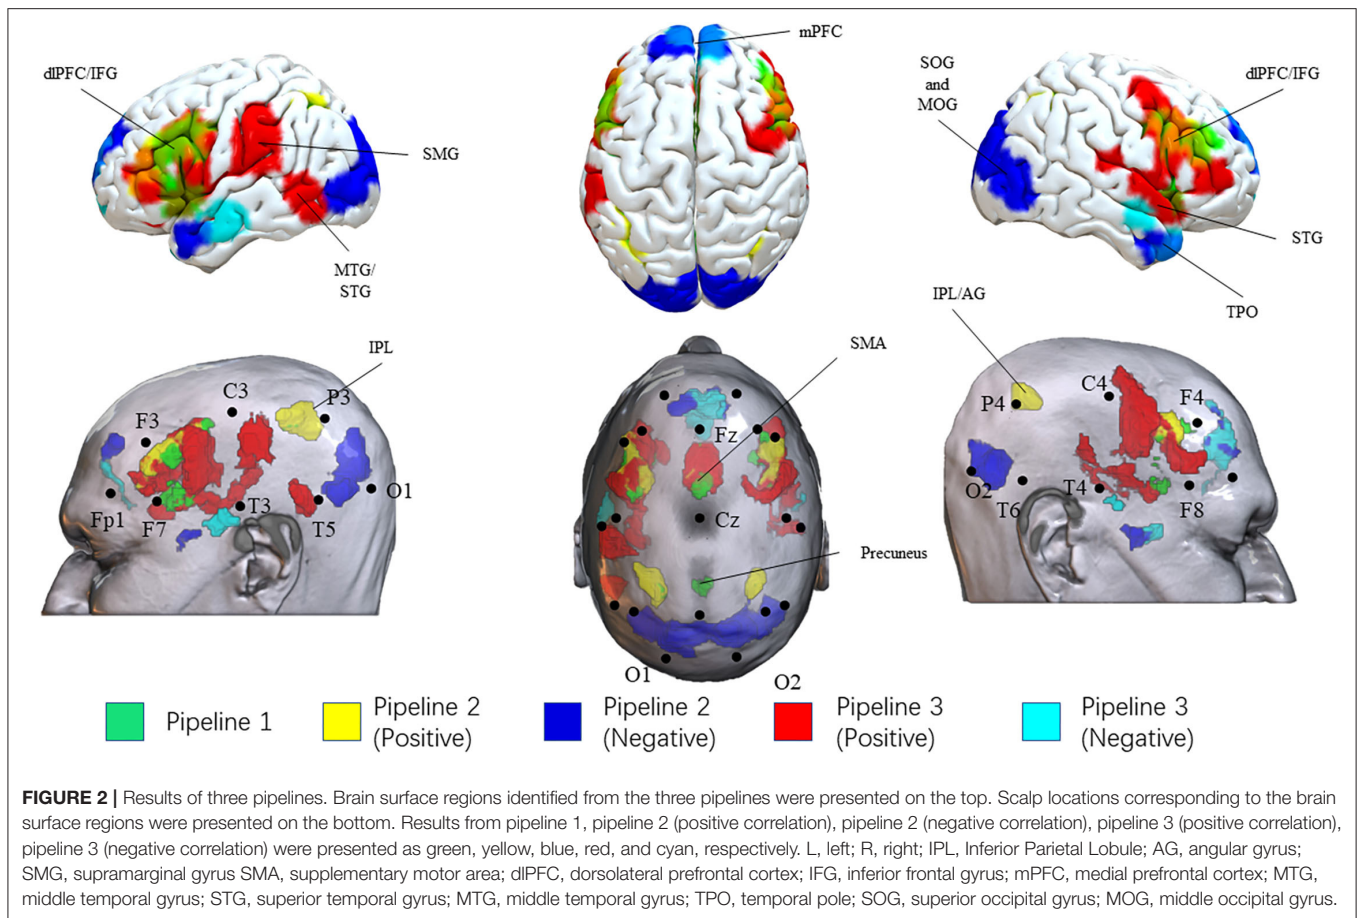 mPFC
dlPFC/IFG
SMG
MTG/
STG
SOG
and
MOG
dlPFC/IFG
STG
TPO
IPL
C3
P3
F3
Fp1
F7
T3
T5
O1
SMA
Fz
Cz
Precuneus
O1
O2
IPL/AG
P4
C4
F4
O2
T6
T4
F8
Pipeline 1
Pipeline 2
(Positive)
Pipeline 2
(Negative)
Pipeline 3
(Positive)
Pipeline 3
(Negative)
FIGURE 2 | Results of three pipelines. Brain surface regions identified from the three pipelines were presented on the top. Scalp locations corresponding to the brain
surface regions were presented on the bottom. Results from pipeline 1, pipeline 2 (positive correlation), pipeline 2 (negative correlation), pipeline 3 (positive correlation),
pipeline 3 (negative correlation) were presented as green, yellow, blue, red, and cyan, respectively. L, left; R, right; IPL, Inferior Parietal Lobule; AG, angular gyrus;
SMG, supramarginal gyrus SMA, supplementary motor area; dlPFC, dorsolateral prefrontal cortex; IFG, inferior frontal gyrus; mPFC, medial prefrontal cortex; MTG,
middle temporal gyrus; STG, superior temporal gyrus; MTG, middle temporal gyrus; TPO, temporal pole; SOG, superior occipital gyrus; MOG, middle occipital gyrus.